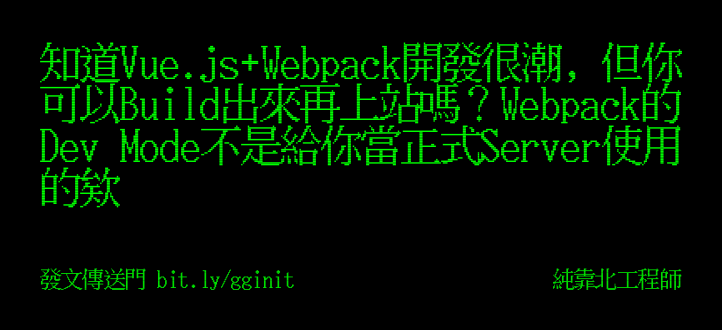 知道Vue.js+Webpack開發很潮，但你
可以Build出來再上站嗎？Webpack的
Dev Mode不是給你當正式Server使用
的欸
發文傳送門 bit.ly/gginit
純靠北工程師